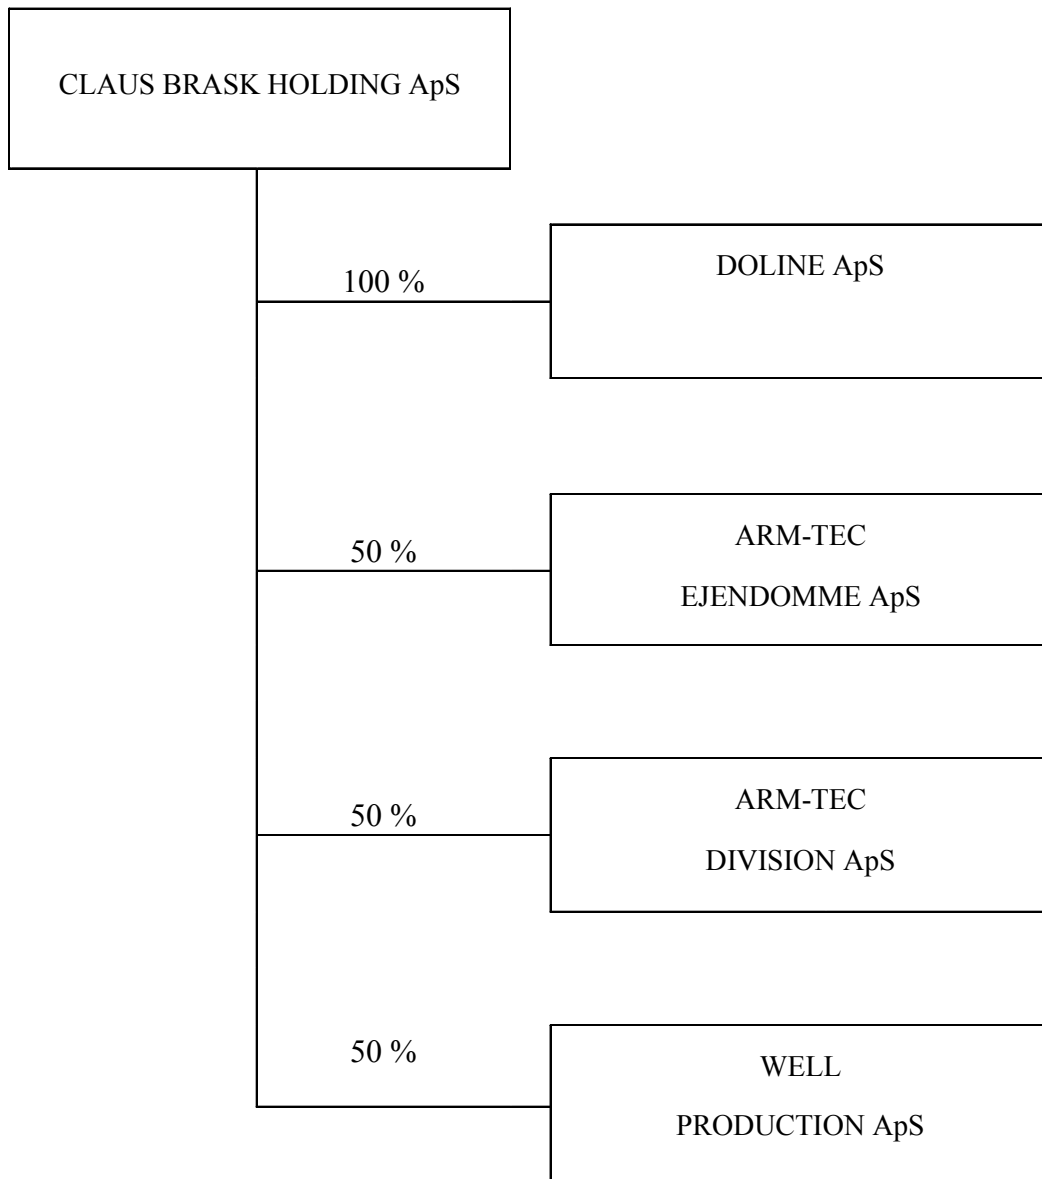 CLAUS BRASK HOLDING ApS
100 %
DOLINE ApS
50 %
ARM-TEC
EJENDOMME ApS
50 %
ARM-TEC
DIVISION ApS
50 %
WELL
PRODUCTION ApS